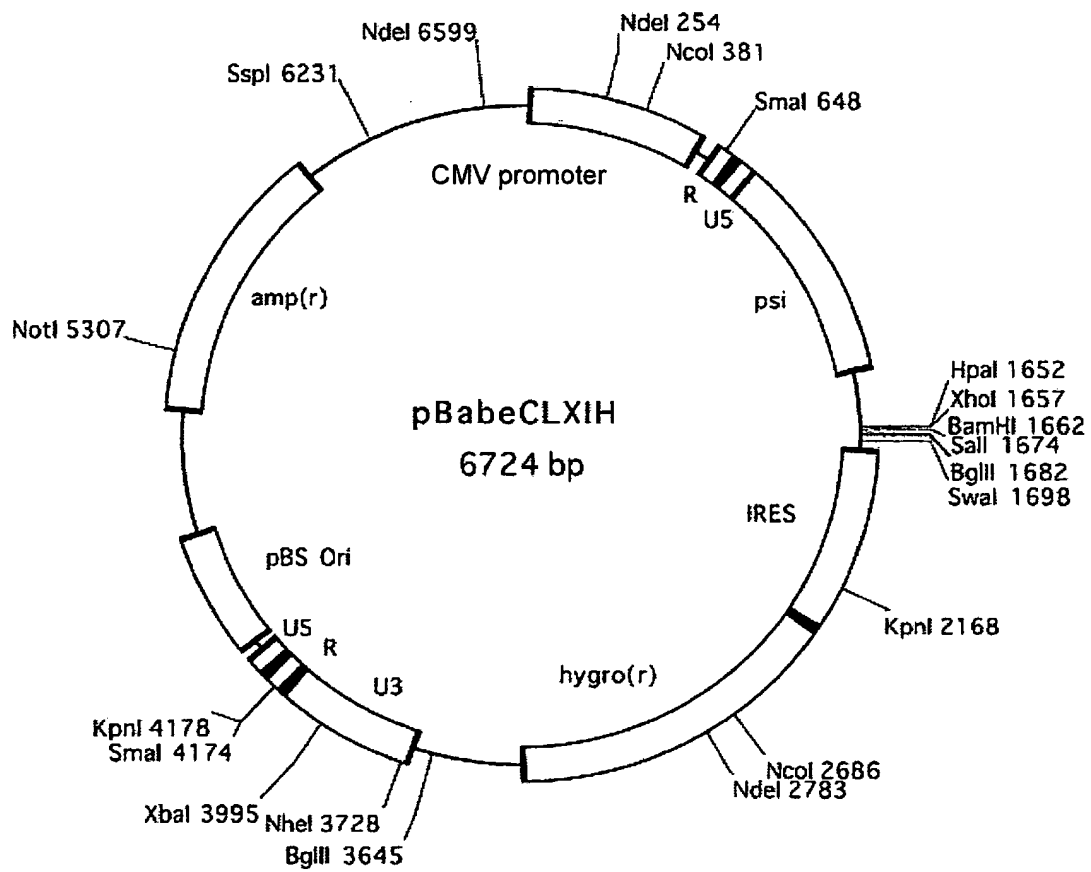 NdeI 6599
NdeI 254
NcoI 381
SspI 6231
SmaI 648
CMV promoter
R
U5
amp(r)
psi
NotI 5307
HpaI 1652
XhoI 1657
BamHI 1662
SalI 1674
BglII 1682
SwaI 1698
pBabeCLXIH
6724 bp
IRES
pBS Ori
KpnI 2168
U5
R
U3
hygro(r)
KpnI 4178
SmaI 4174
NcoI 2686
NdeI 2783
XbaI 3995
NheI 3728
BglII 3645